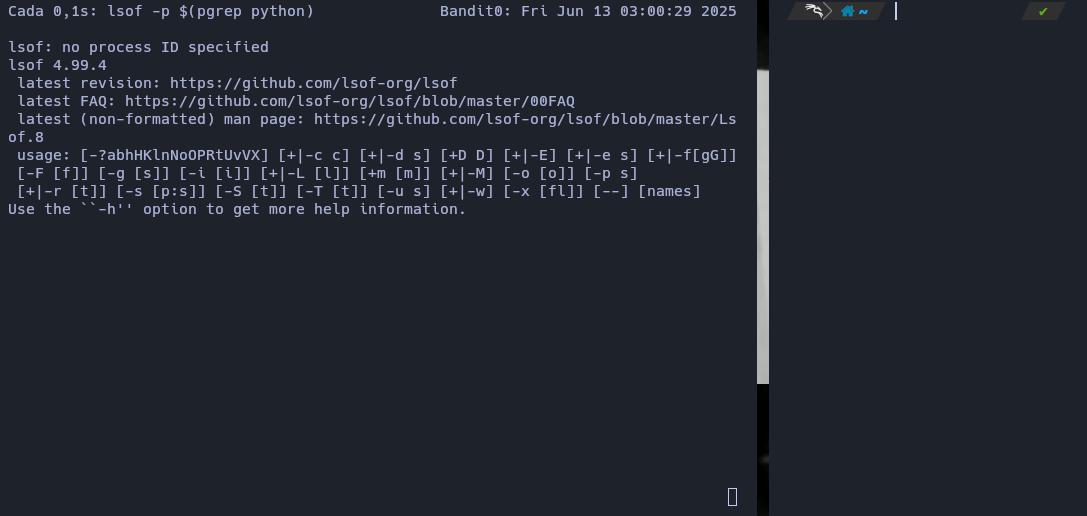 Cada 0,1s: lsof -p $(pgrep python) Bandit0: Fri Jun 13 03:00:29 2025
lsof: no process ID specified
lsof 4.99.4
latest revision: https://github.com/lsof-org/lsof
latest FAQ: https://github.com/lsof-org/lsof/blob/master/00FAQ
latest (non-formatted) man page: https://github.com/lsof-org/lsof/blob/master/Ls
of.8
usage: [-?abhHKlnNoOPRtUvVX] [+|-c c] [+|-d s] [+D D] [+|-E] [+|-e s] [+|-f[gG]]
[-F [f]] [-g [s]] [-i [i]] [+|-L [l]] [+m [m]] [+|-M] [-o [o]] [-p s]
[+|-r [t]] [-s [p:s]] [-S [t]] [-T [t]] [-u s] [+|-w] [-x [fl]] [--] [names]
Use the ``-h'' option to get more help information.
~